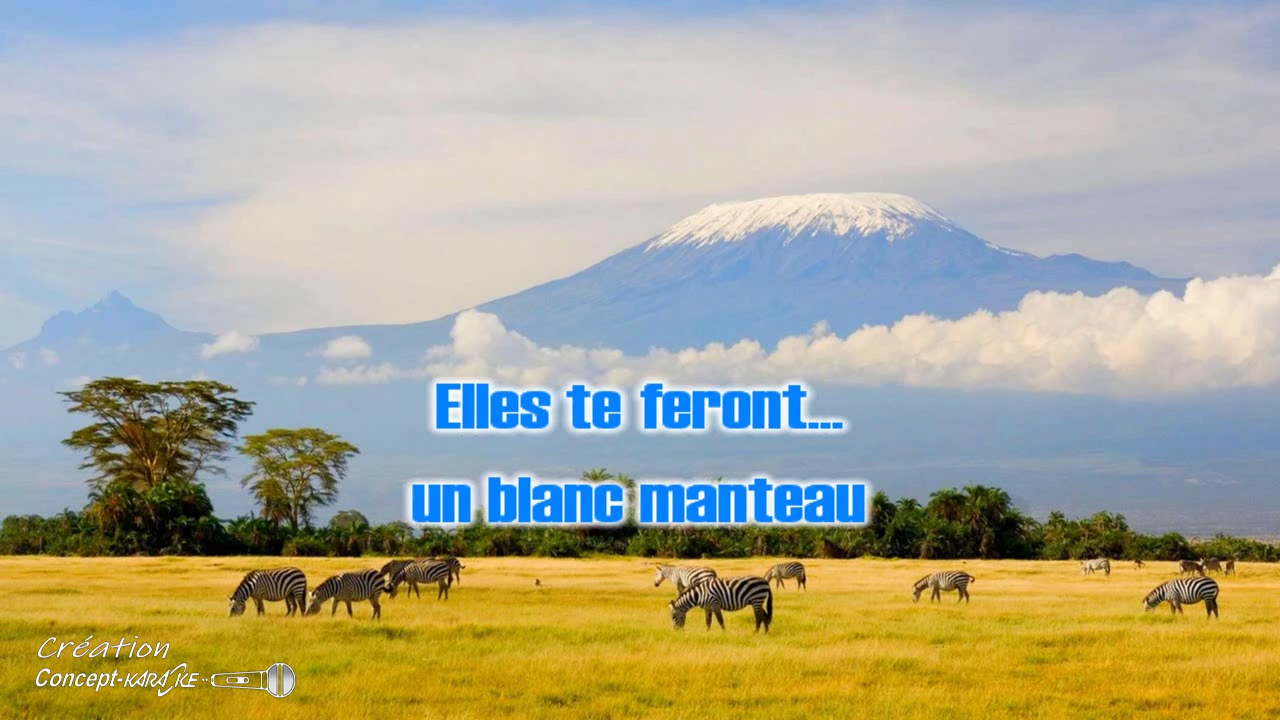 Elles te feront...
un blanc manteau
Création
Concept-KARAOKE